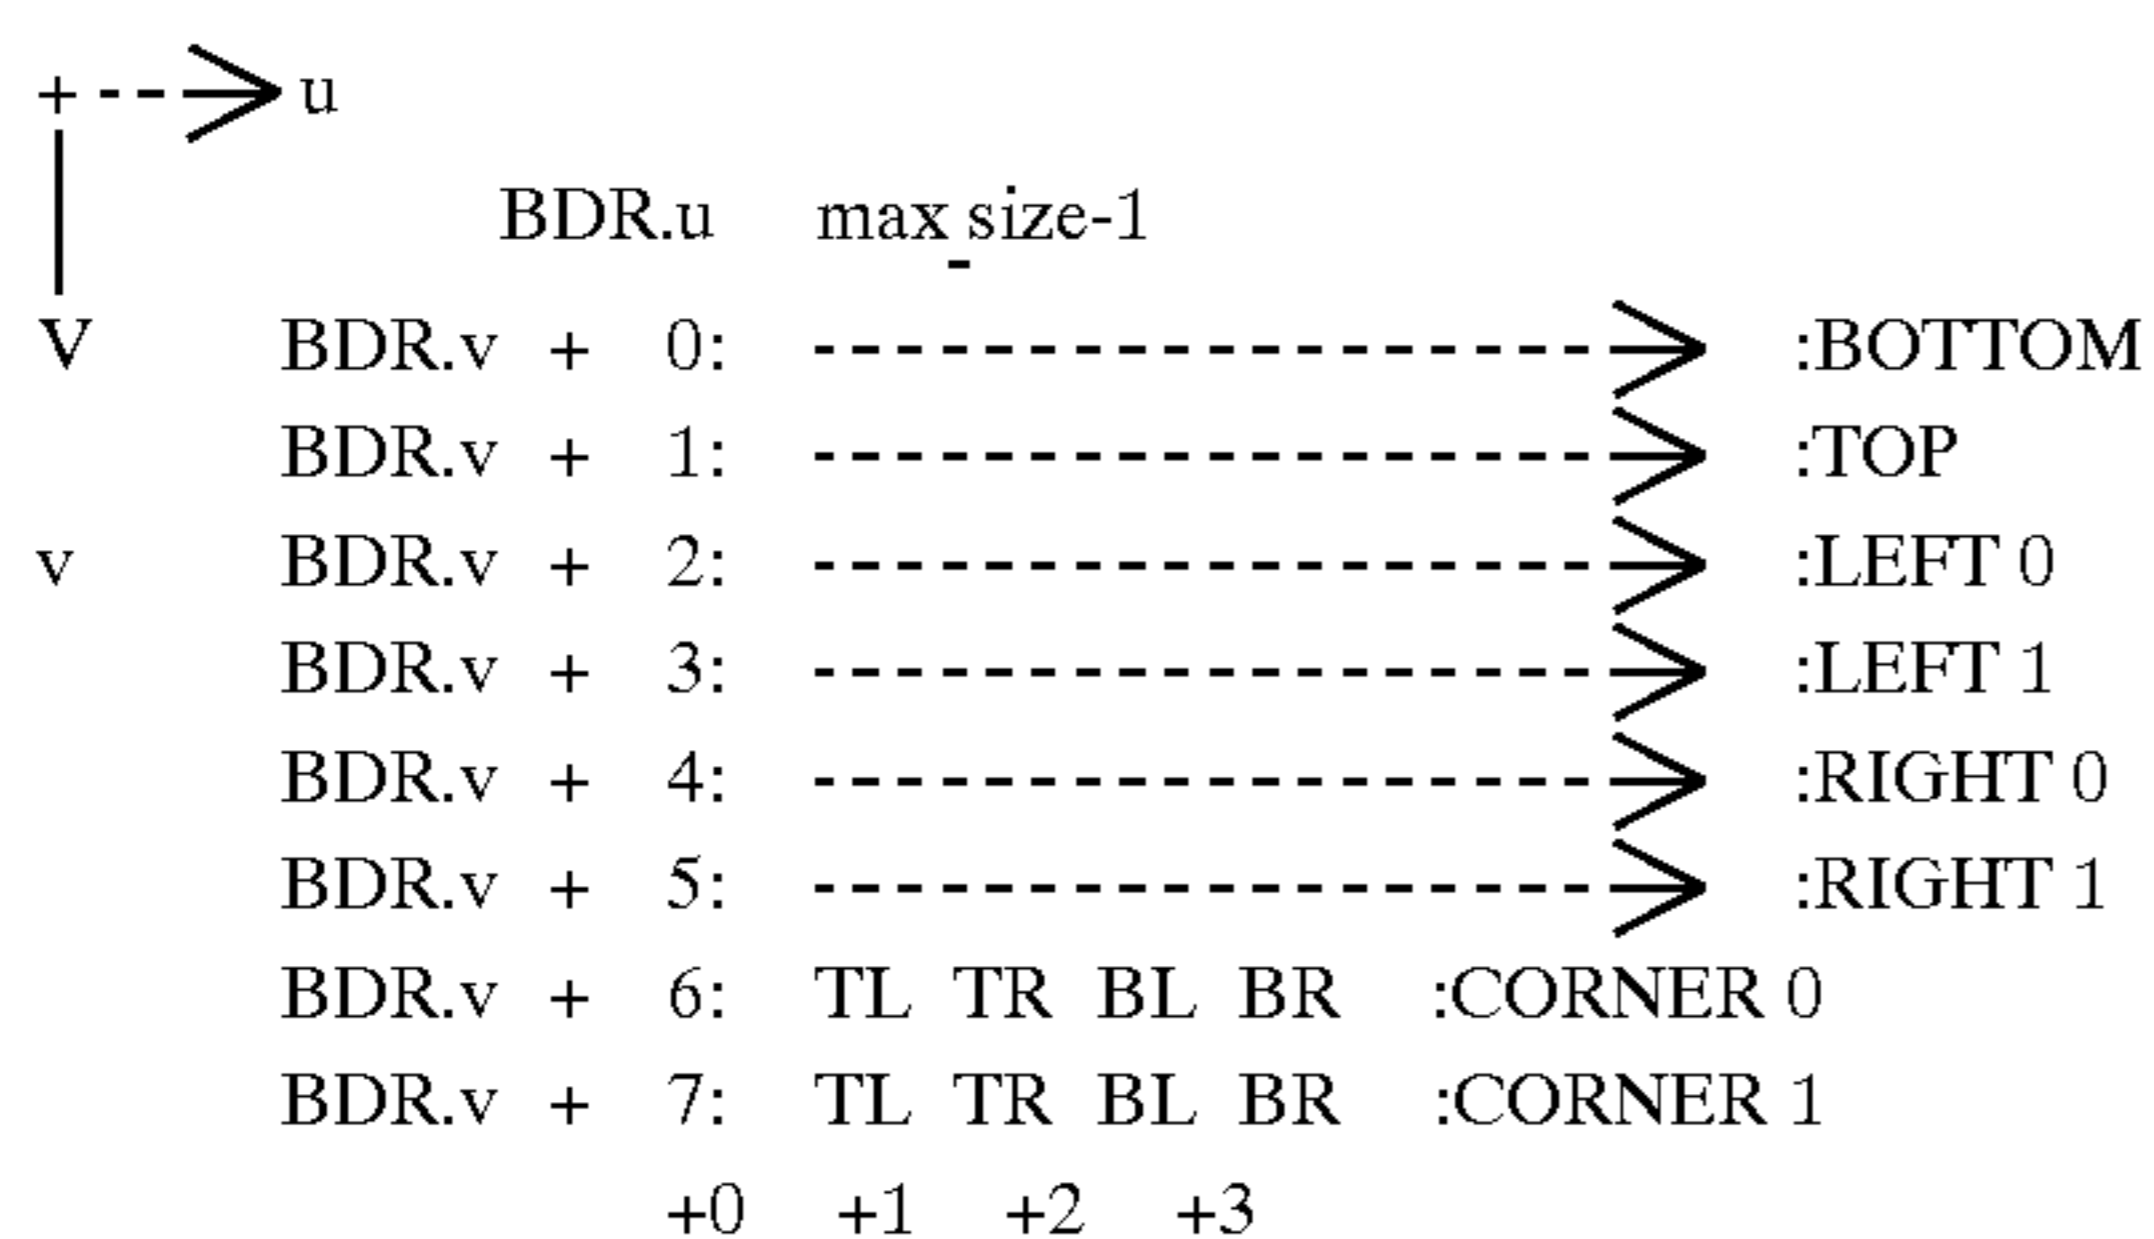 + ---> u
BDR.u max_size-1
V BDR.v + 0: :BOTTOM
BDR.v + 1: :TOP
v BDR.v + 2: :LEFT 0
BDR.v + 3: :LEFT 1
BDR.v + 4: :RIGHT 0
BDR.v + 5: :RIGHT 1
BDR.v + 6: TL TR BL BR :CORNER 0
BDR.v + 7: TL TR BL BR :CORNER 1
+0 +1 +2 +3